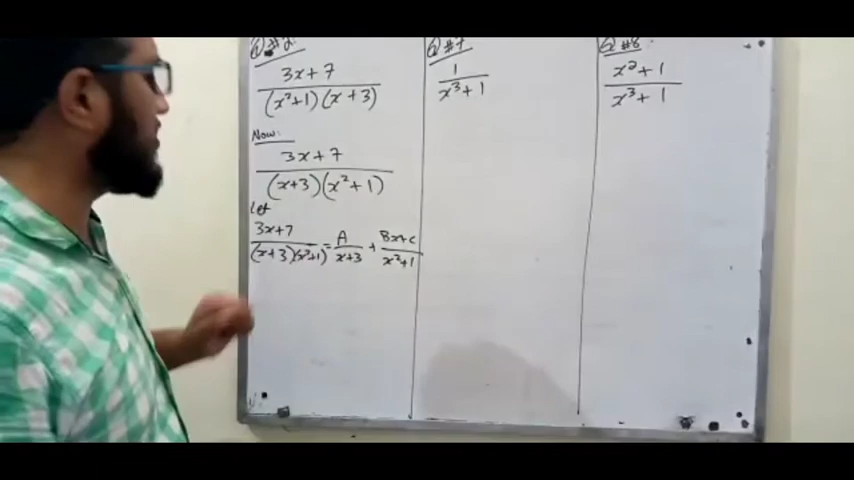 Q#2.
3x+7
(x²+1)(x+3)
Now:
3x+7
(x+3)(x²+1)
Let
3x+7 / (x+3)(x²+1) = A / x+3 + Bx+C / x²+1
Q#7
1
x³+1
Q#8.
x²+1
x³+1